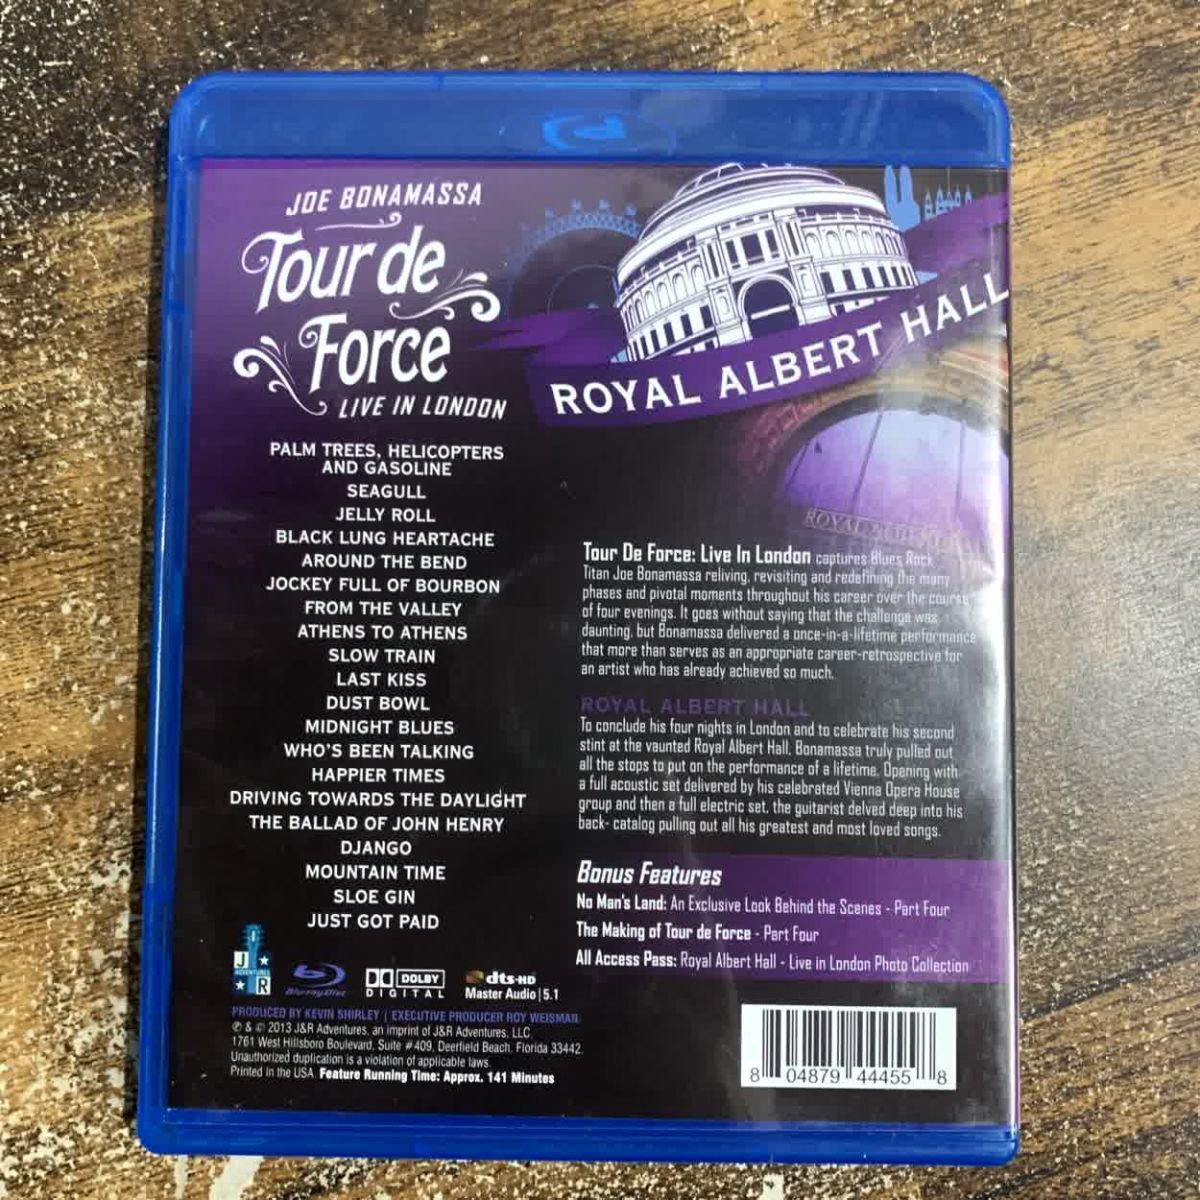 JOE BONAMASSA
Tour de
Force
LIVE IN LONDON
ROYAL ALBERT HALL
PALM TREES, HELICOPTERS
AND GASOLINE
SEAGULL
JELLY ROLL
BLACK LUNG HEARTACHE
AROUND THE BEND
JOCKEY FULL OF BOURBON
FROM THE VALLEY
ATHENS TO ATHENS
SLOW TRAIN
LAST KISS
DUST BOWL
MIDNIGHT BLUES
WHO'S BEEN TALKING
HAPPIER TIMES
DRIVING TOWARDS THE DAYLIGHT
THE BALLAD OF JOHN HENRY
DJANGO
MOUNTAIN TIME
SLOE GIN
JUST GOT PAID
ROYAL
Tour De Force: Live In London captures Blues Rock
Titan Joe Bonamassa reliving, revisiting and redefining the many
phases and pivotal moments throughout his career over the course
of four evenings. It goes without saying that the challenge was
daunting, but Bonamassa delivered a once-in-a-lifetime performance
that more than serves as an appropriate career-retrospective for
an artist who has already achieved so much.
ROYAL ALBERT HALL
To conclude his four nights in London and to celebrate his second
stint at the vaunted Royal Albert Hall, Bonamassa truly pulled out
all the stops to put on the performance of a lifetime. Opening with
a full acoustic set delivered by his celebrated Vienna Opera House
group and then a full electric set, the guitarist delved deep into his
back- catalog pulling out all his greatest and most loved songs.
Bonus Features
No Man's Land: An Exclusive Look Behind the Scenes - Part Four
The Making of Tour de Force - Part Four
All Access Pass: Royal Albert Hall - Live in London Photo Collection
J
ADVENTURES
R
Blu-ray Disc
DOLBY
DIGITAL
dts-HD
Master Audio | 5.1
PRODUCED BY KEVIN SHIRLEY | EXECUTIVE PRODUCER ROY WEISMAN
℗ & © 2013 J&R Adventures, an imprint of J&R Adventures, LLC.
1761 West Hillsboro Boulevard, Suite #409, Deerfield Beach, Florida 33442.
Unauthorized duplication is a violation of applicable laws.
Printed in the USA. Feature Running Time: Approx. 141 Minutes
8 04879 44455 8